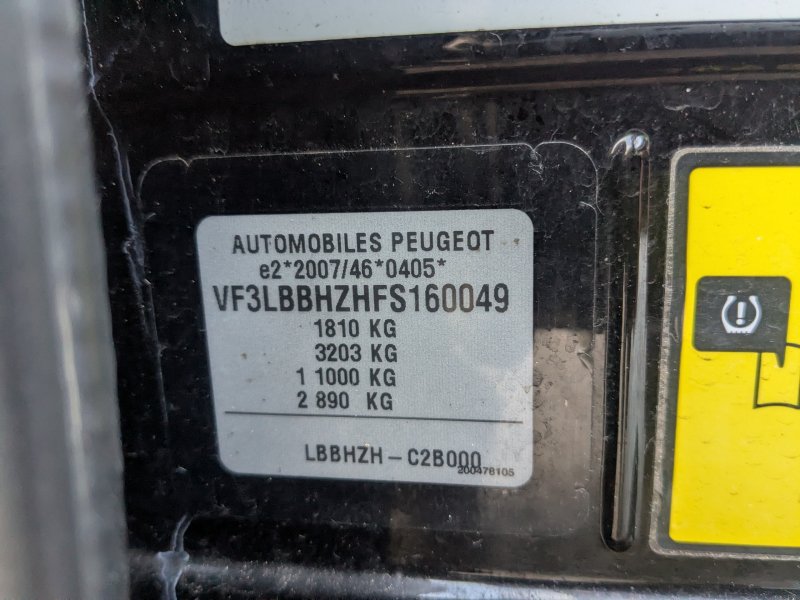 AUTOMOBILES PEUGEOT
e2*2007/46*0405*
VF3LBBHZHFS160049
1810 KG
3203 KG
1 1000 KG
2 890 KG
LBBHZH - C2B000
200478105